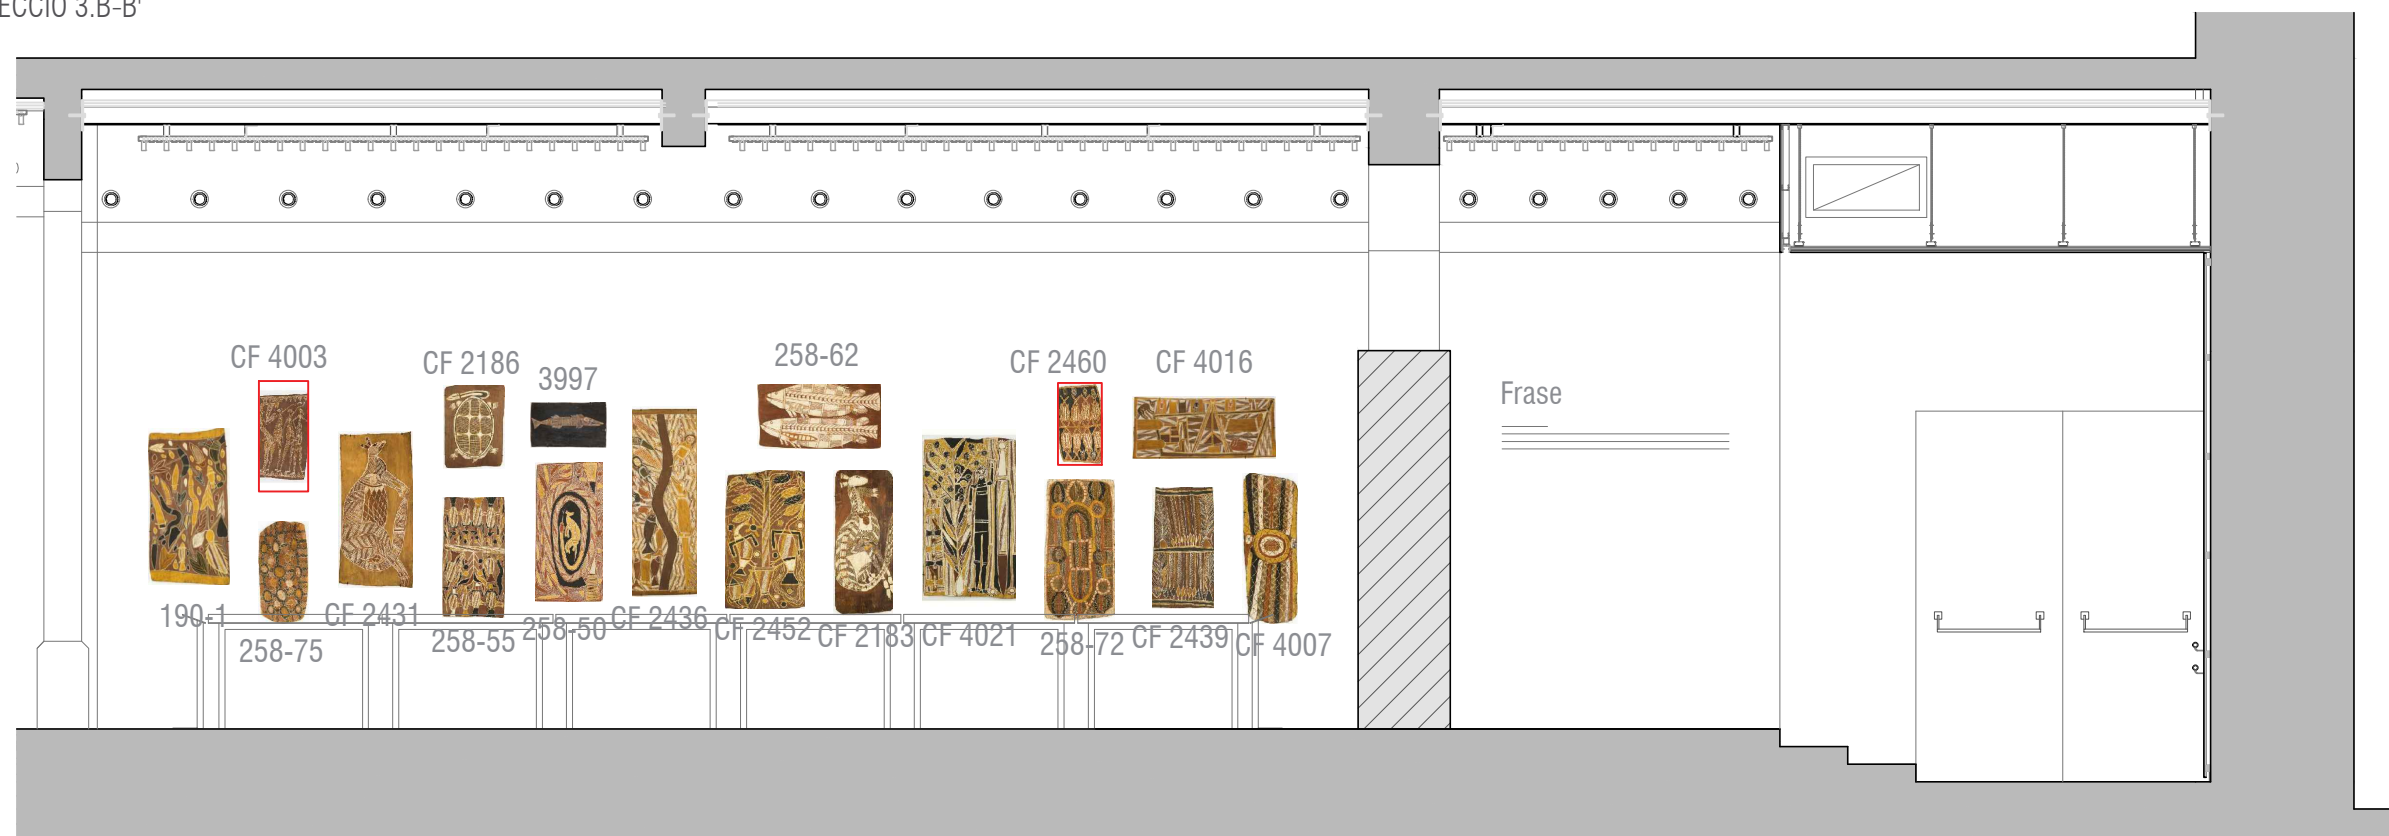 ECCIÓ 3.B-B'
CF 4003
CF 2186
3997
258-62
CF 2460
CF 4016
Frase
190-1
258-75
CF 2431
258-55
258-50
CF 2436
CF 2452
CF 2183
CF 4021
258-72
CF 2439
CF 4007